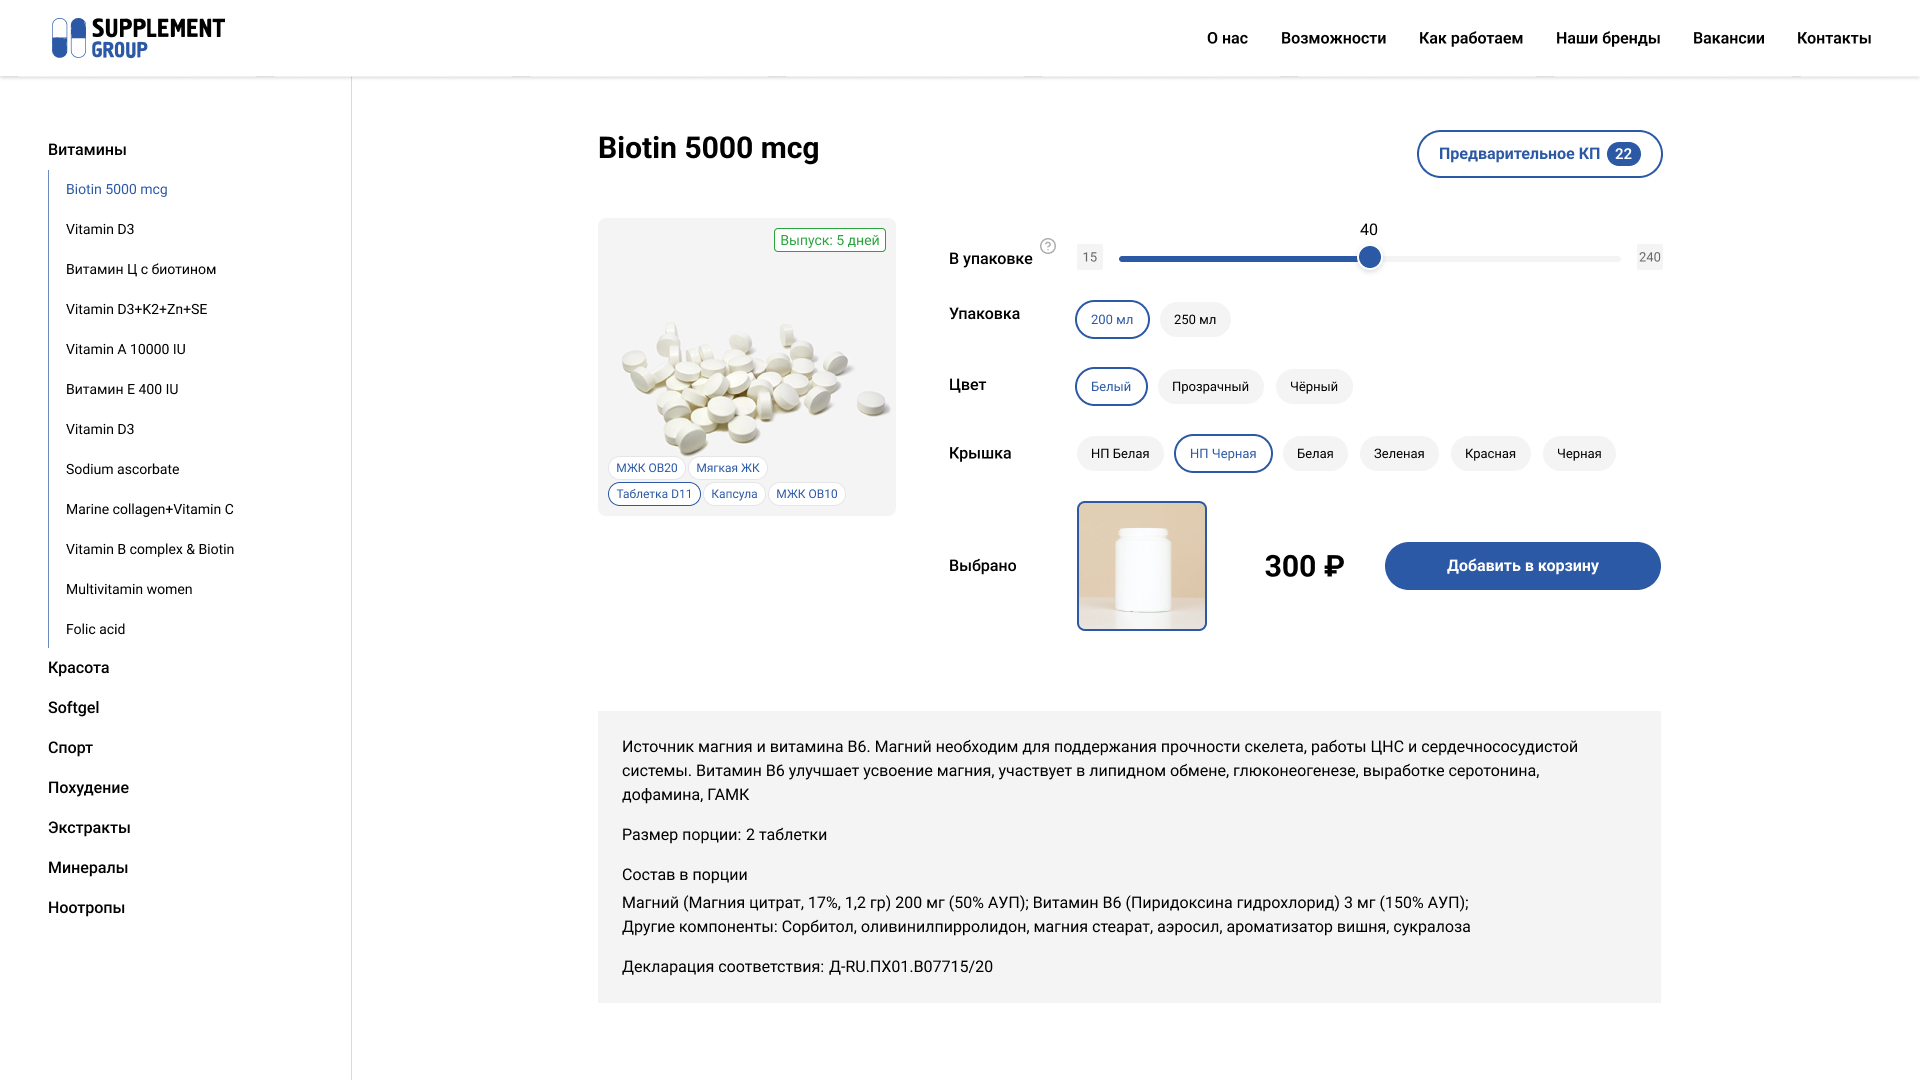 SUPPLEMENT
GROUP
О нас
Возможности
Как работаем
Наши бренды
Вакансии
Контакты
Витамины
Biotin 5000 mcg
Vitamin D3
Витамин Ц с биотином
Vitamin D3+K2+Zn+SE
Vitamin A 10000 IU
Витамин Е 400 IU
Vitamin D3
Sodium ascorbate
Marine collagen+Vitamin C
Vitamin B complex & Biotin
Multivitamin women
Folic acid
Красота
Softgel
Спорт
Похудение
Экстракты
Минералы
Ноотропы
Biotin 5000 mcg
Предварительное КП 22
Выпуск: 5 дней
МЖК OB20 Мягкая ЖК
Таблетка D11 Капсула МЖК OB10
В упаковке ?
15
40
240
Упаковка
200 мл 250 мл
Цвет
Белый Прозрачный Чёрный
Крышка
НП Белая НП Черная Белая Зеленая Красная Черная
Выбрано
300 ₽
Добавить в корзину
Источник магния и витамина В6. Магний необходим для поддержания прочности скелета, работы ЦНС и сердечнососудистой
системы. Витамин В6 улучшает усвоение магния, участвует в липидном обмене, глюконеогенезе, выработке серотонина,
дофамина, ГАМК
Размер порции: 2 таблетки
Состав в порции
Магний (Магния цитрат, 17%, 1,2 гр) 200 мг (50% АУП); Витамин В6 (Пиридоксина гидрохлорид) 3 мг (150% АУП);
Другие компоненты: Сорбитол, оливинилпирролидон, магния стеарат, аэросил, ароматизатор вишня, сукралоза
Декларация соответствия: Д-RU.ПХ01.В07715/20